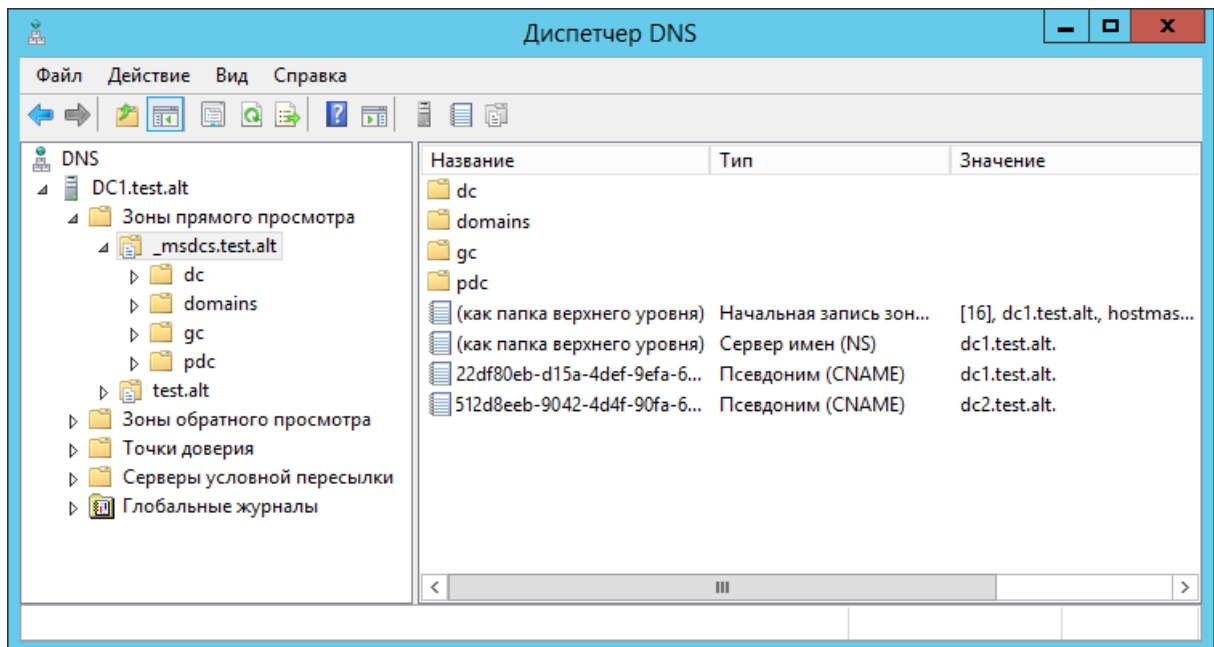 Диспетчер DNS
Файл Действие Вид Справка
DNS
DC1.test.alt
Зоны прямого просмотра
_msdcs.test.alt
dc
domains
gc
pdc
test.alt
Зоны обратного просмотра
Точки доверия
Серверы условной пересылки
Глобальные журналы
Название Тип Значение
dc
domains
gc
pdc
(как папка верхнего уровня) Начальная запись зон... [16], dc1.test.alt., hostmas...
(как папка верхнего уровня) Сервер имен (NS) dc1.test.alt.
22df80eb-d15a-4def-9efa-6... Псевдоним (CNAME) dc1.test.alt.
512d8eeb-9042-4d4f-90fa-6... Псевдоним (CNAME) dc2.test.alt.